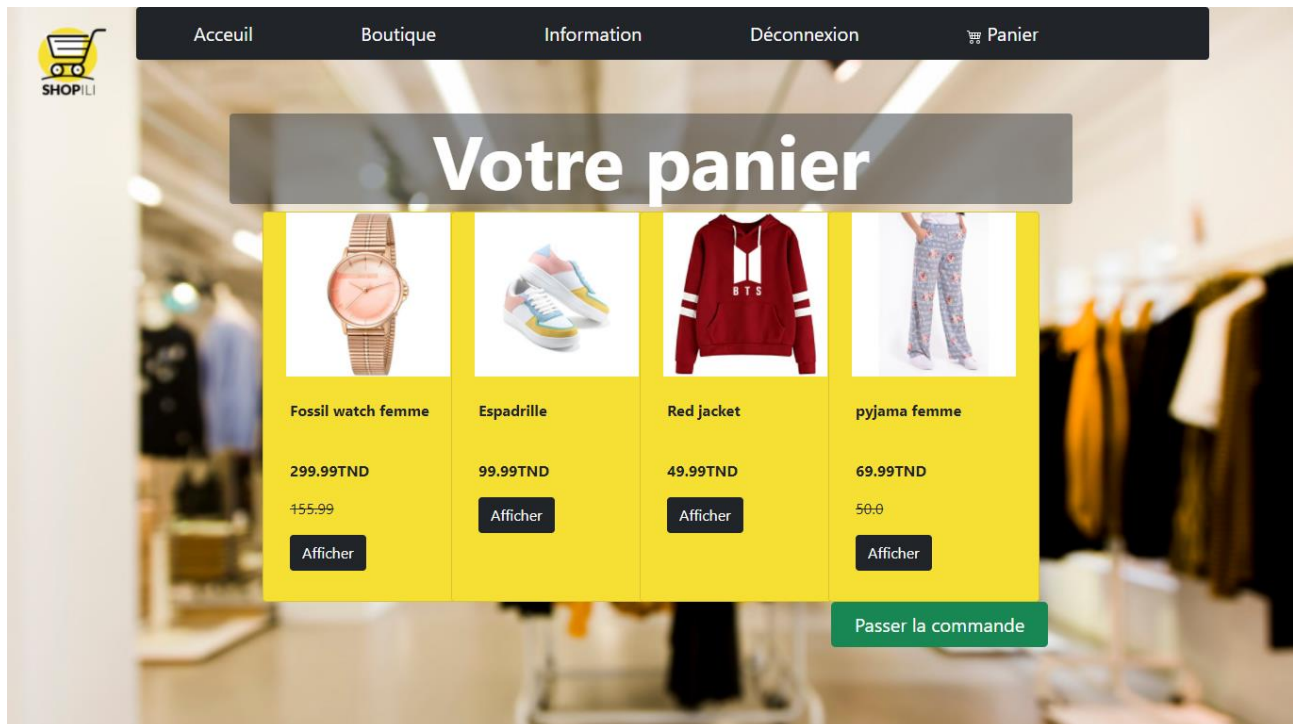 Acceuil Boutique Information Déconnexion Panier
SHOPILI
Votre panier
BTS
Fossil watch femme Espadrille Red jacket pyjama femme
299.99TND 99.99TND 49.99TND 69.99TND
155.99 50.0
Afficher Afficher Afficher Afficher
Passer la commande